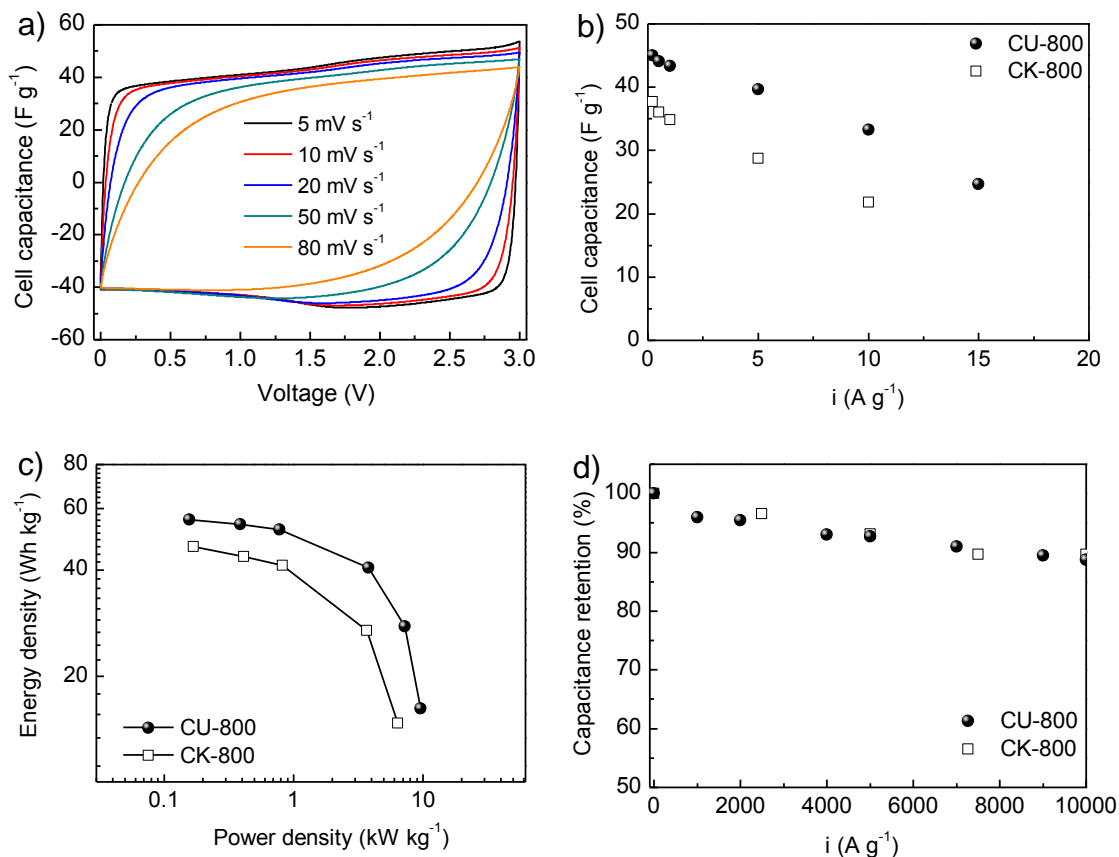 a)
Cell capacitance (F g⁻¹)
60
40
20
0
-20
-40
-60
5 mV s⁻¹
10 mV s⁻¹
20 mV s⁻¹
50 mV s⁻¹
80 mV s⁻¹
0 0.5 1.0 1.5 2.0 2.5 3.0
Voltage (V)
b)
Cell capacitance (F g⁻¹)
50
40
30
20
10
0
CU-800
CK-800
0 5 10 15 20
i (A g⁻¹)
c)
Energy density (Wh kg⁻¹)
80
60
40
20
CU-800
CK-800
0.1 1 10
Power density (kW kg⁻¹)
d)
Capacitance retention (%)
100
90
80
70
60
50
CU-800
CK-800
0 2000 4000 6000 8000 10000
i (A g⁻¹)